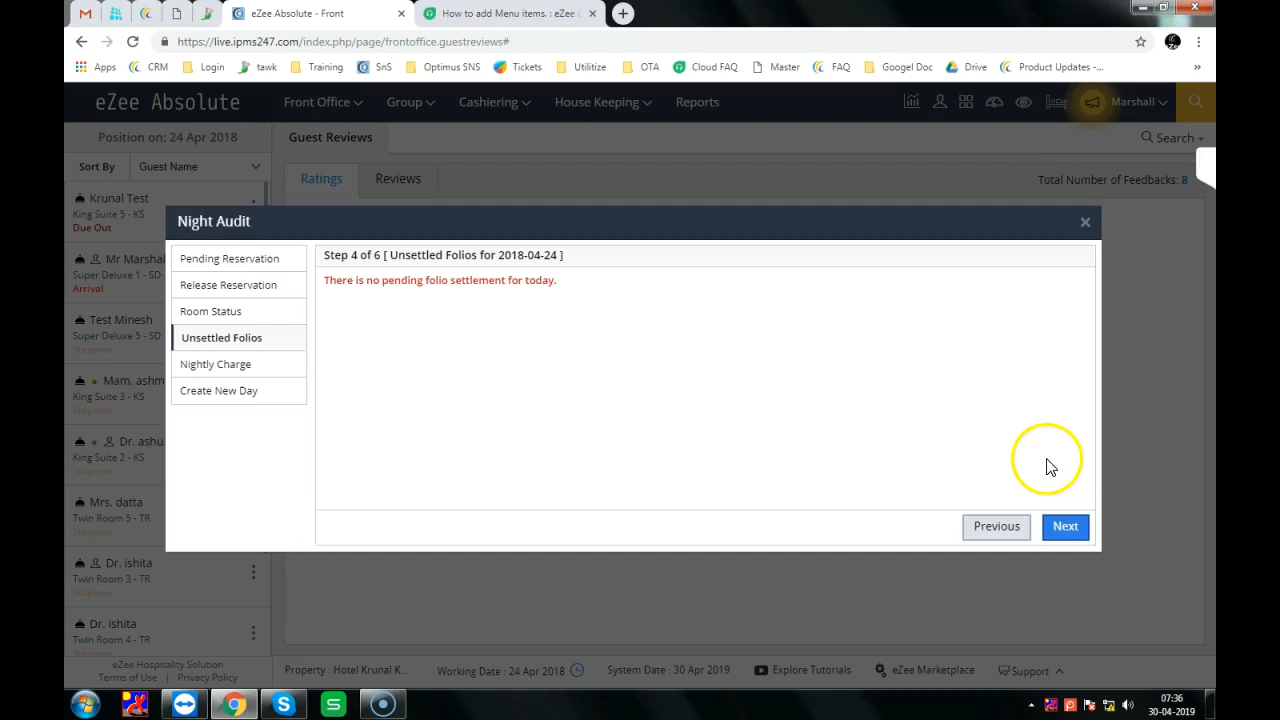 eZee Absolute - Front
How to add Menu items. : eZee
https://live.ipms247.com/index.php/page/frontoffice.guestreviews#
Apps CRM Login tawk Training SnS Optimus SNS Tickets Utilitize OTA Cloud FAQ Master FAQ Googel Doc Drive Product Updates -... »
eZee Absolute Front Office Group Cashiering House Keeping Reports Marshall
Position on: 24 Apr 2018
Guest Reviews
Search
Sort By Guest Name
Ratings Reviews
Total Number of Feedbacks: 8
Krunal Test
King Suite 5 - KS
Due Out
Mr Marsha
Super Deluxe 1 - SD
Arrival
Test Minesh
Super Deluxe 5 - SD
Stayover
Mam. ashm
King Suite 3 - KS
Stayover
Dr. ashu
King Suite 2 - KS
Stayover
Mrs. datta
Twin Room 5 - TR
Stayover
Dr. ishita
Twin Room 3 - TR
Stayover
Dr. ishita
Twin Room 4 - TR
Stayover
Night Audit
Pending Reservation
Release Reservation
Room Status
Unsettled Folios
Nightly Charge
Create New Day
Step 4 of 6 [ Unsettled Folios for 2018-04-24 ]
There is no pending folio settlement for today.
Previous Next
eZee Hospitality Solution
Terms of Use | Privacy Policy
Property : Hotel Krunal K... Working Date : 24 Apr 2018 System Date : 30 Apr 2019 Explore Tutorials eZee Marketplace Support
07:36
30-04-2019